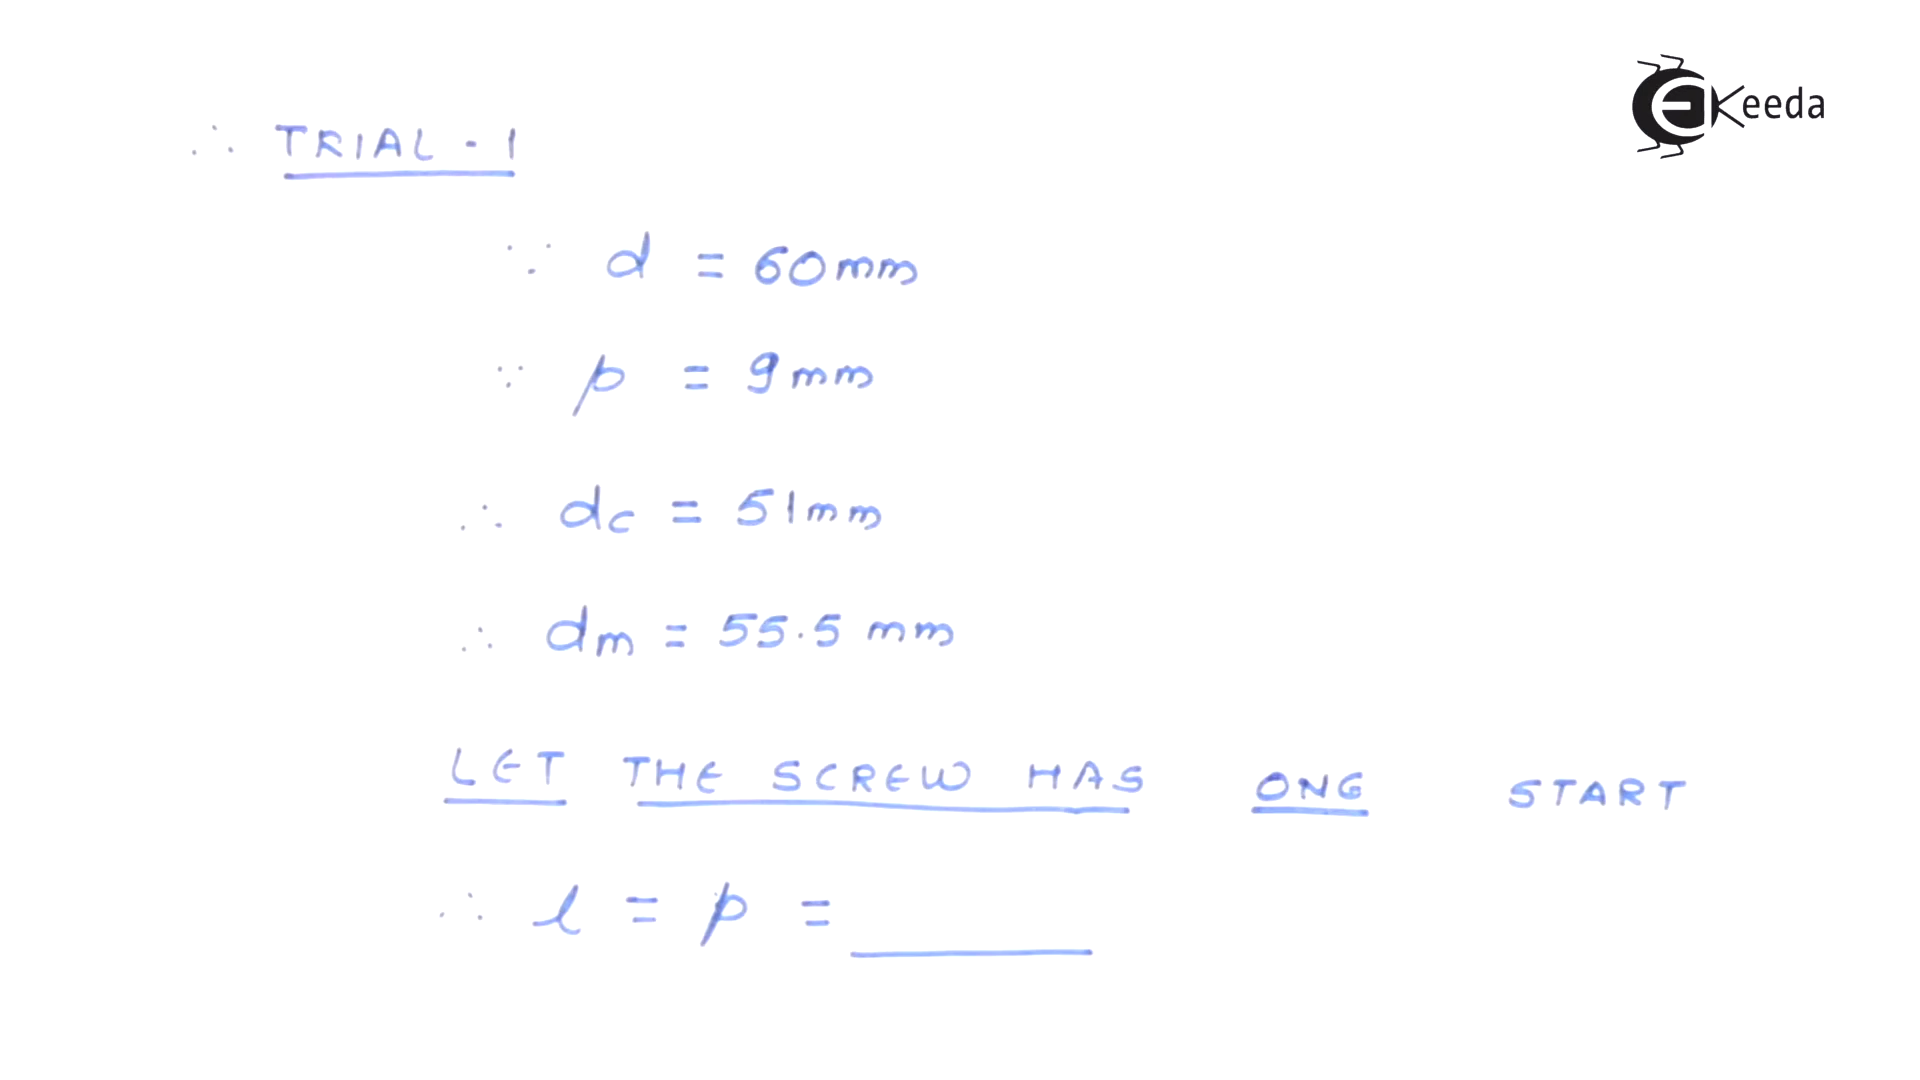 Keeda
∴ TRIAL - 1
∵ d = 60mm
∵ p = 9mm
∴ dc = 51mm
∴ dm = 55.5 mm
LET THE SCREW HAS ONE START
∴ l = p =